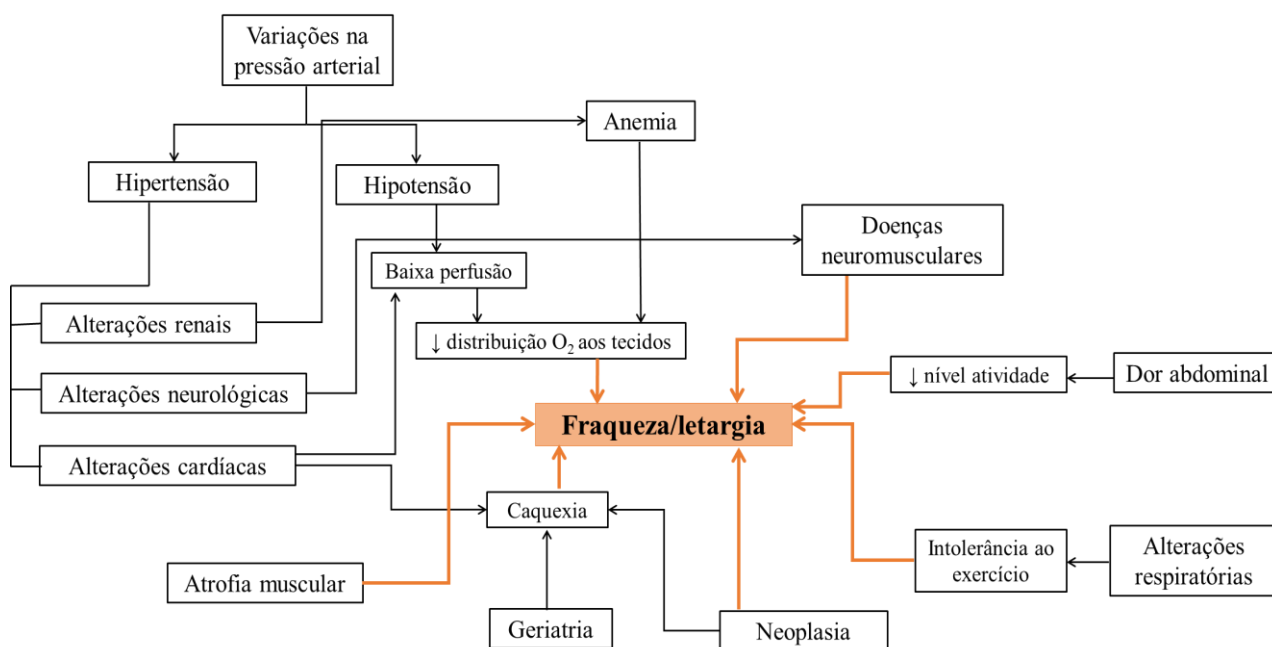 Variações na
pressão arterial
Anemia
Hipertensão
Hipotensão
Doenças
neuromusculares
Baixa perfusão
Alterações renais
↓ distribuição O₂ aos tecidos
Alterações neurológicas
↓ nível atividade
Dor abdominal
Fraqueza/letargia
Alterações cardíacas
Caquexia
Intolerância ao
exercício
Alterações
respiratórias
Atrofia muscular
Geriatria
Neoplasia